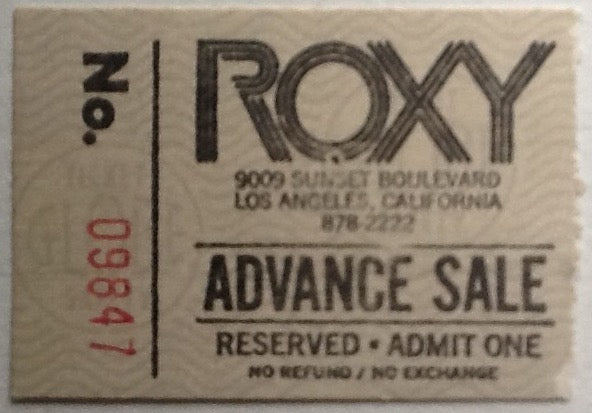 No. 09847
ROXY
9009 SUNSET BOULEVARD
LOS ANGELES, CALIFORNIA
878-2222
ADVANCE SALE
RESERVED • ADMIT ONE
NO REFUND / NO EXCHANGE